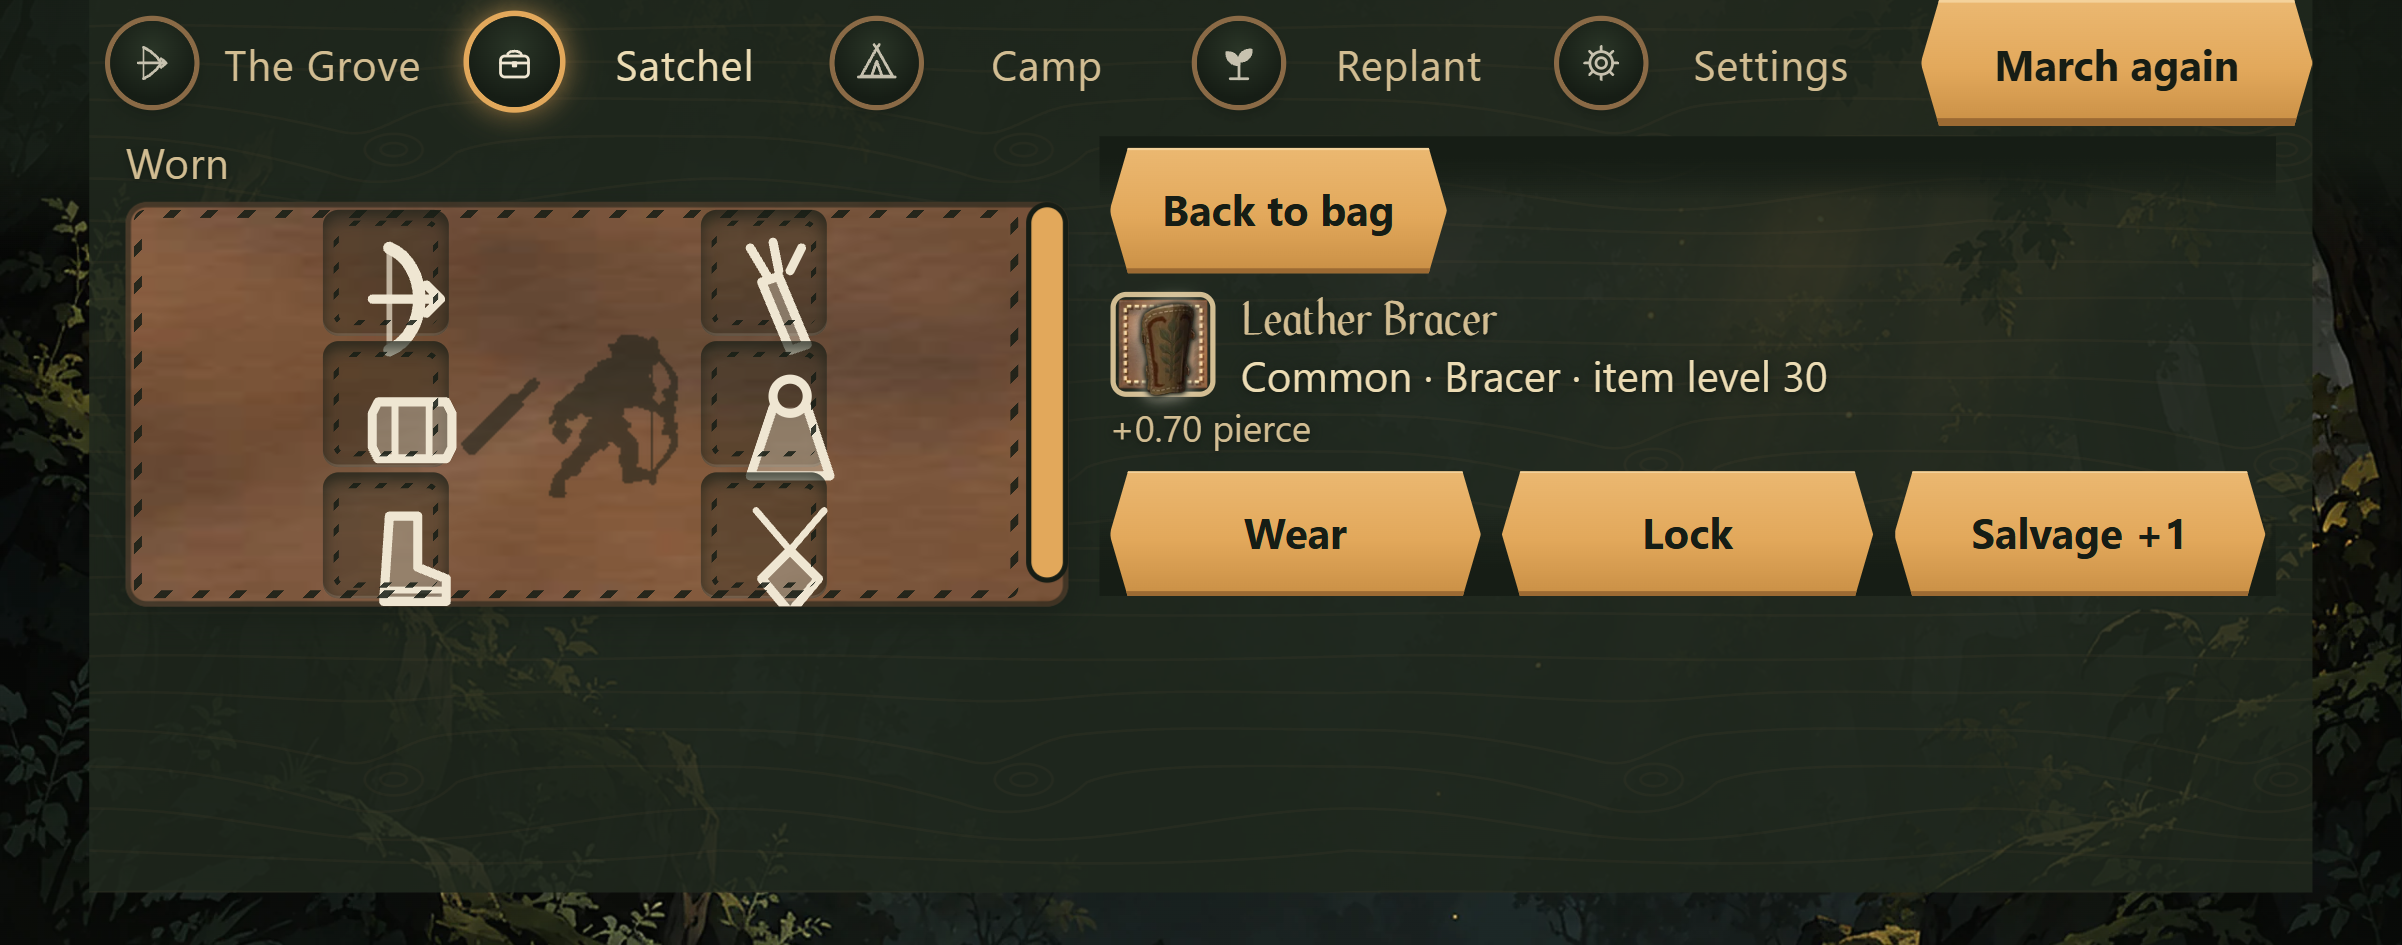 The Grove
Satchel
Camp
Replant
Settings
March again
Worn
Back to bag
Leather Bracer
Common · Bracer · item level 30
+0.70 pierce
Wear
Lock
Salvage +1